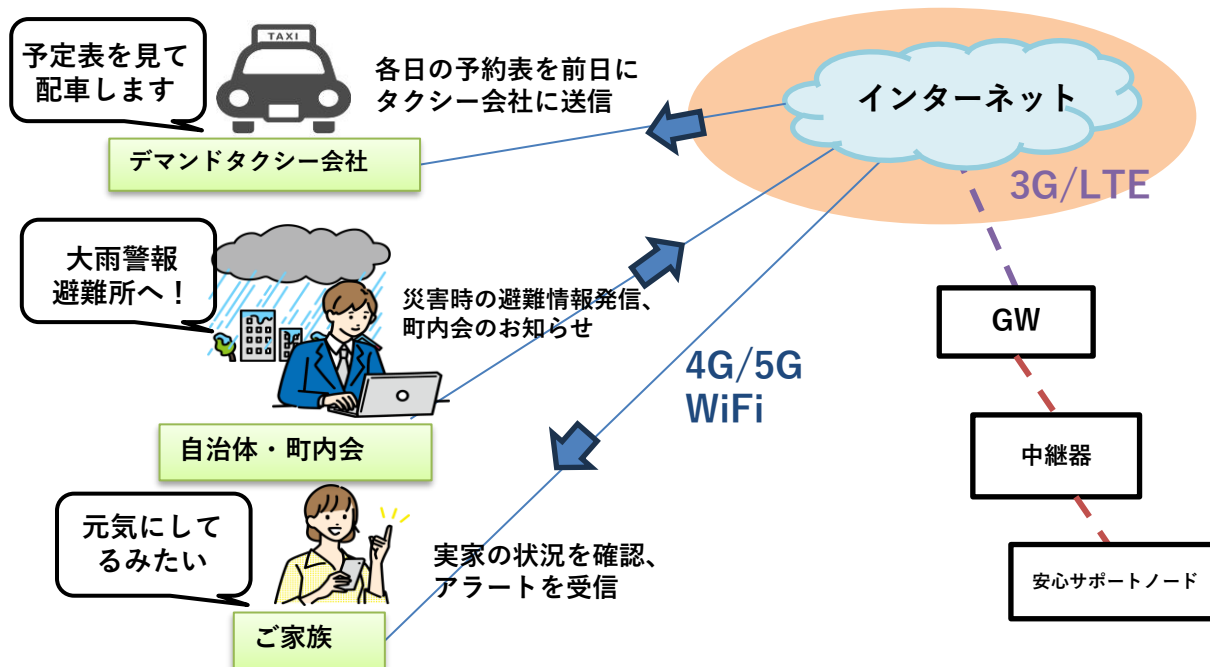 予定表を見て
配車します
TAXI
各日の予約表を前日に
タクシー会社に送信
デマンドタクシー会社
インターネット
3G/LTE
大雨警報
避難所へ！
災害時の避難情報発信、
町内会のお知らせ
自治体・町内会
4G/5G
WiFi
GW
中継器
安心サポートノード
元気にして
るみたい
実家の状況を確認、
アラートを受信
ご家族